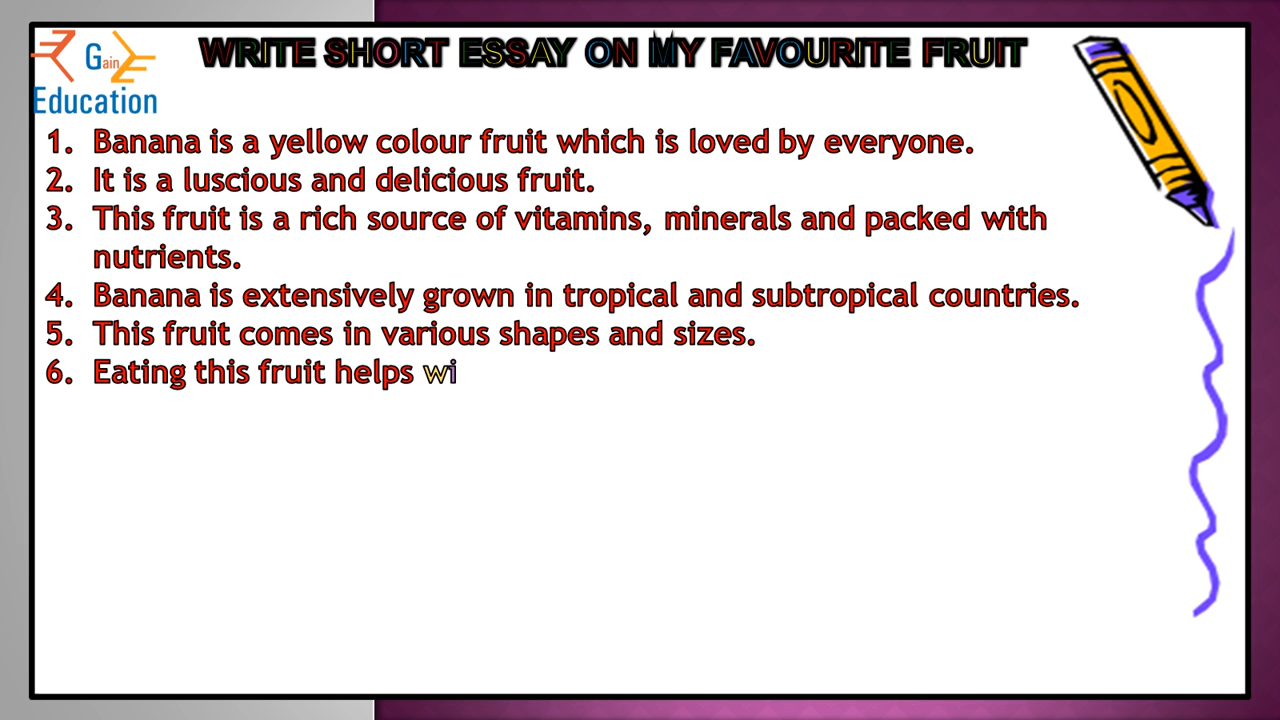 WRITE SHORT ESSAY ON MY FAVOURITE FRUIT
Gain
Education
1. Banana is a yellow colour fruit which is loved by everyone.
2. It is a luscious and delicious fruit.
3. This fruit is a rich source of vitamins, minerals and packed with
nutrients.
4. Banana is extensively grown in tropical and subtropical countries.
5. This fruit comes in various shapes and sizes.
6. Eating this fruit helps wi